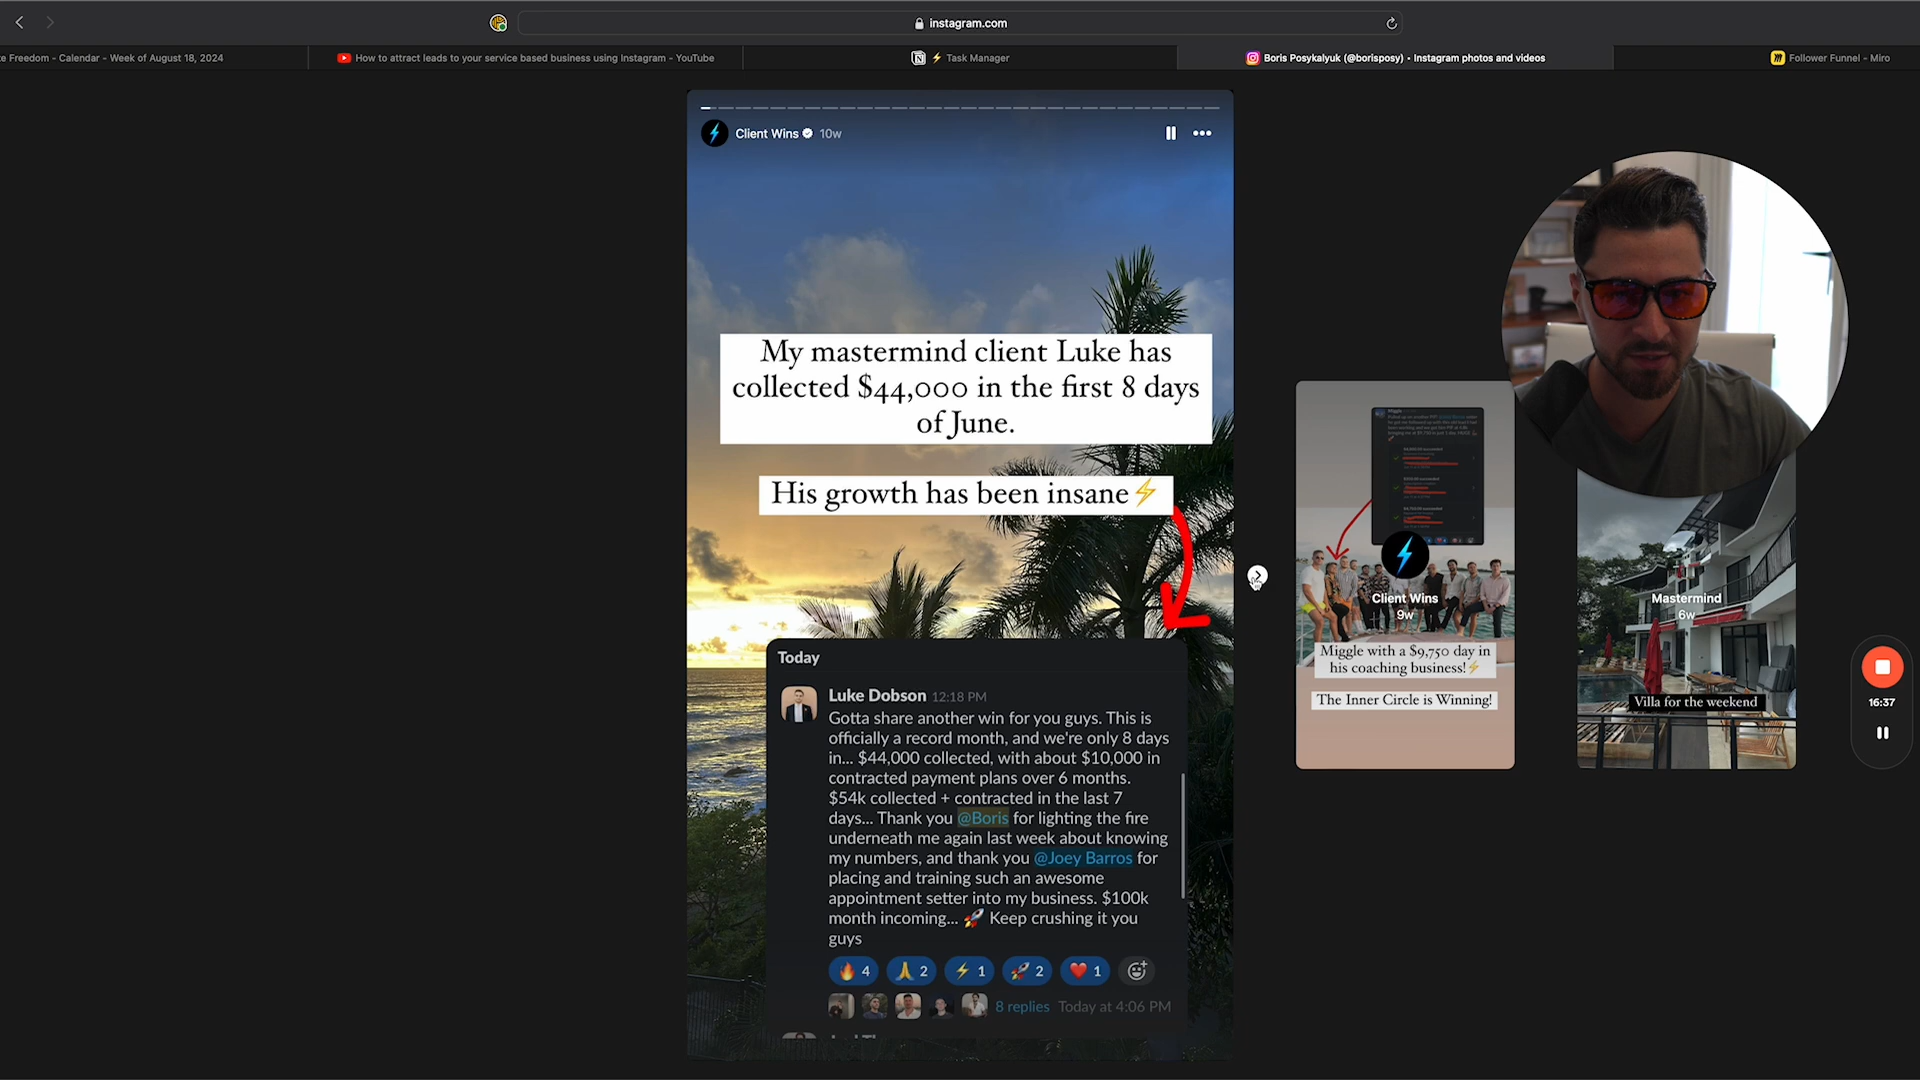 instagram.com
e Freedom - Calendar - Week of August 18, 2024
How to attract leads to your service based business using Instagram - YouTube
⚡ Task Manager
Boris Posykalyuk (@borisposy) • Instagram photos and videos
Follower Funnel - Miro
Client Wins 10w
My mastermind client Luke has
collected $44,000 in the first 8 days
of June.
His growth has been insane⚡
Today
Luke Dobson 12:18 PM
Gotta share another win for you guys. This is
officially a record month, and we're only 8 days
in... $44,000 collected, with about $10,000 in
contracted payment plans over 6 months.
$54k collected + contracted in the last 7
days... Thank you @Boris for lighting the fire
underneath me again last week about knowing
my numbers, and thank you @Joey Barros for
placing and training such an awesome
appointment setter into my business. $100k
month incoming... 🚀 Keep crushing it you
guys
🔥 4 🙏 2 ⚡ 1 🚀 2 ❤️ 1
8 replies Today at 4:06 PM
Miggle
Client Wins
9w
Miggle with a $9,750 day in
his coaching business!⚡
The Inner Circle is Winning!
Mastermind
6w
Villa for the weekend
16:37